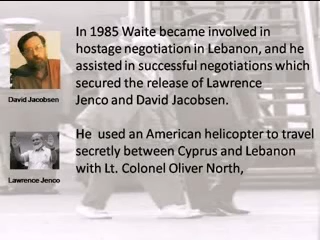 In 1985 Waite became involved in
hostage negotiation in Lebanon, and he
assisted in successful negotiations which
secured the release of Lawrence
Jenco and David Jacobsen.
David Jacobsen
He used an American helicopter to travel
secretly between Cyprus and Lebanon
with Lt. Colonel Oliver North,
Lawrence Jenco